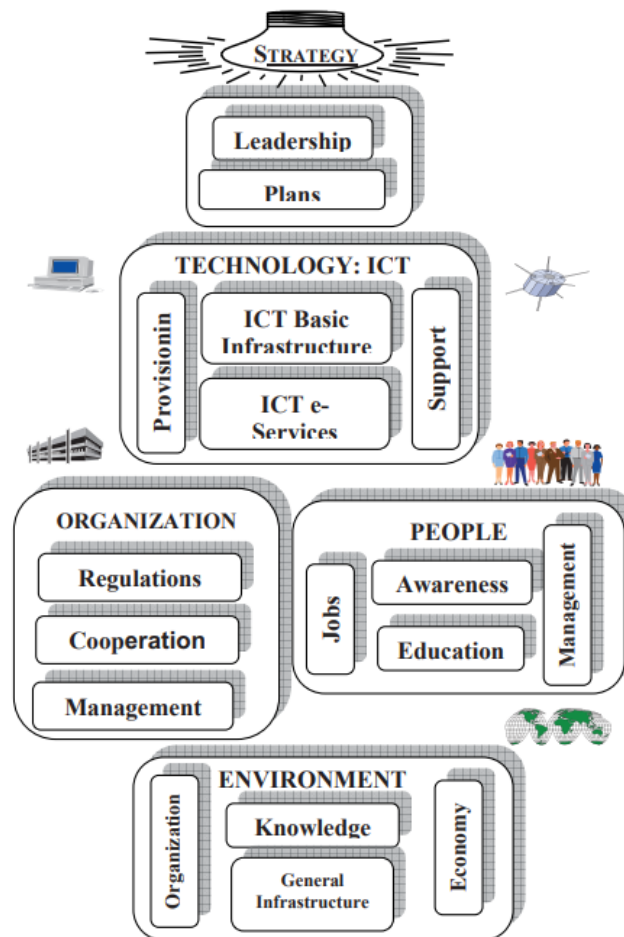 STRATEGY
Leadership
Plans
TECHNOLOGY: ICT
Provisionin
ICT Basic
Infrastructure
ICT e-
Services
Support
ORGANIZATION
Regulations
Cooperation
Management
PEOPLE
Jobs
Awareness
Education
Management
ENVIRONMENT
Organization
Knowledge
General
Infrastructure
Economy